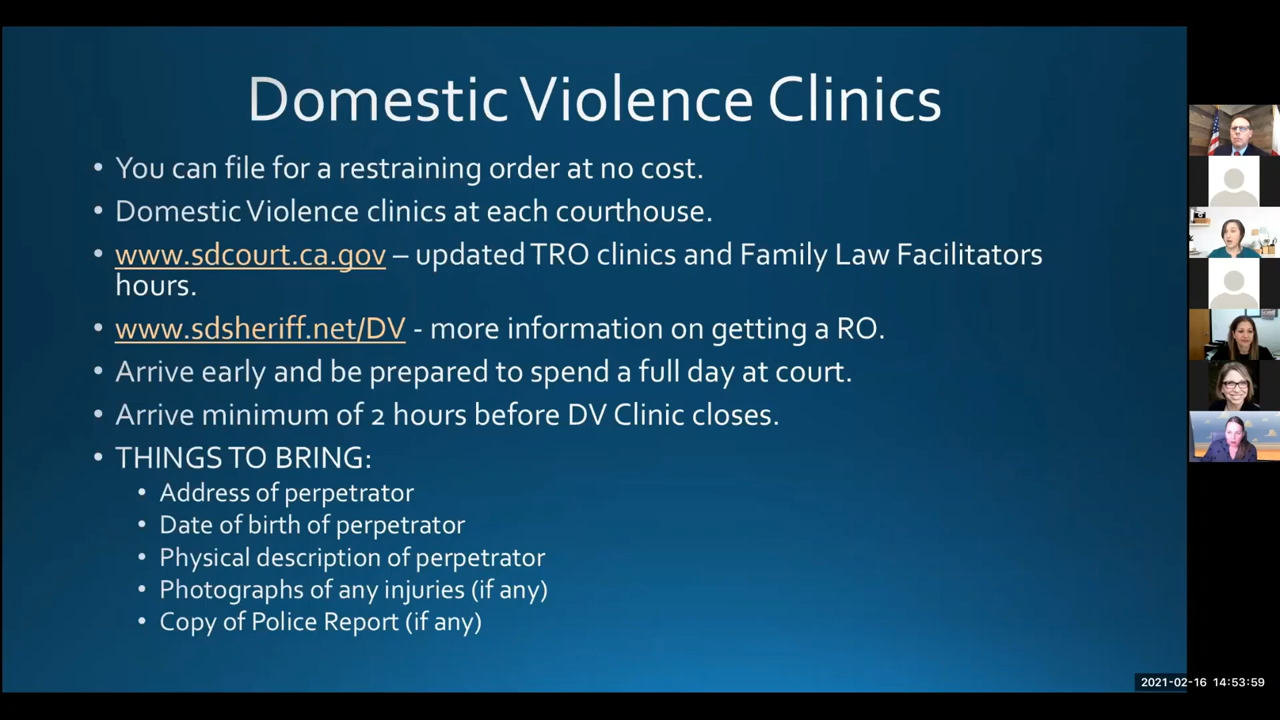 Domestic Violence Clinics
• You can file for a restraining order at no cost.
• Domestic Violence clinics at each courthouse.
• www.sdcourt.ca.gov – updated TRO clinics and Family Law Facilitators
hours.
• www.sdsheriff.net/DV - more information on getting a RO.
• Arrive early and be prepared to spend a full day at court.
• Arrive minimum of 2 hours before DV Clinic closes.
• THINGS TO BRING:
• Address of perpetrator
• Date of birth of perpetrator
• Physical description of perpetrator
• Photographs of any injuries (if any)
• Copy of Police Report (if any)
2021-02-16 14:53:59